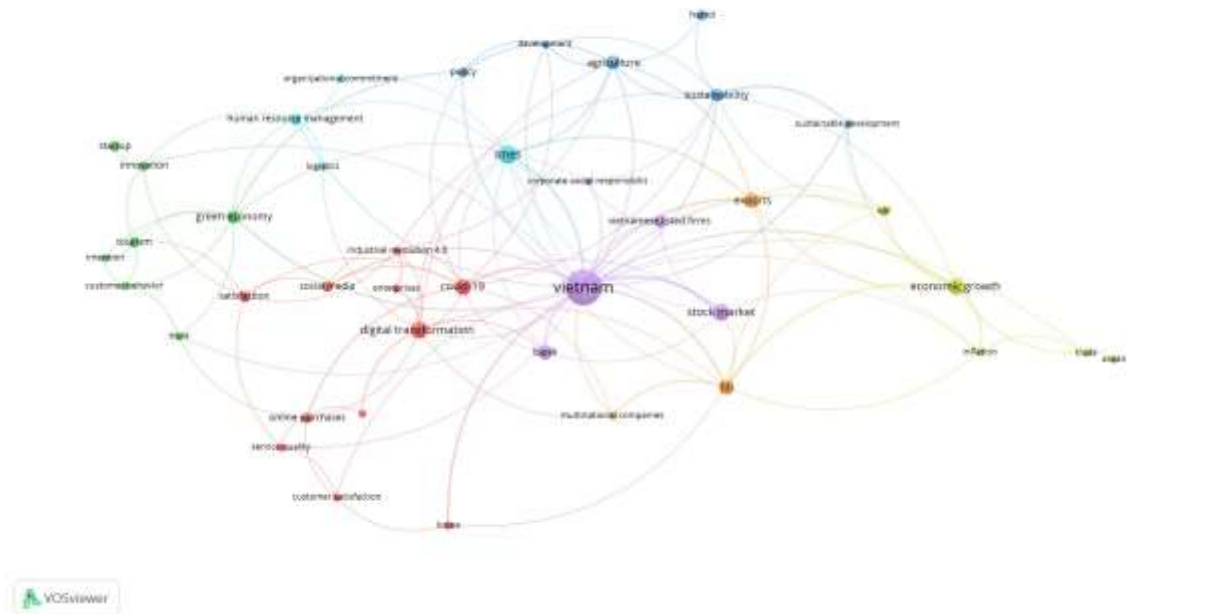 development
agriculture
policy
organizational commitment
sustainability
human resource management
sustainable development
startup
smes
innovation
logistics
corporate social responsibility
exports
green economy
vietnamese listed firms
tourism
industrial revolution 4.0
customer behavior
satisfaction
social media
enterprises
covid-19
vietnam
economic growth
stock market
digital transformation
banks
inflation
fdi
online purchases
multinational companies
service quality
customer satisfaction
VOSviewer